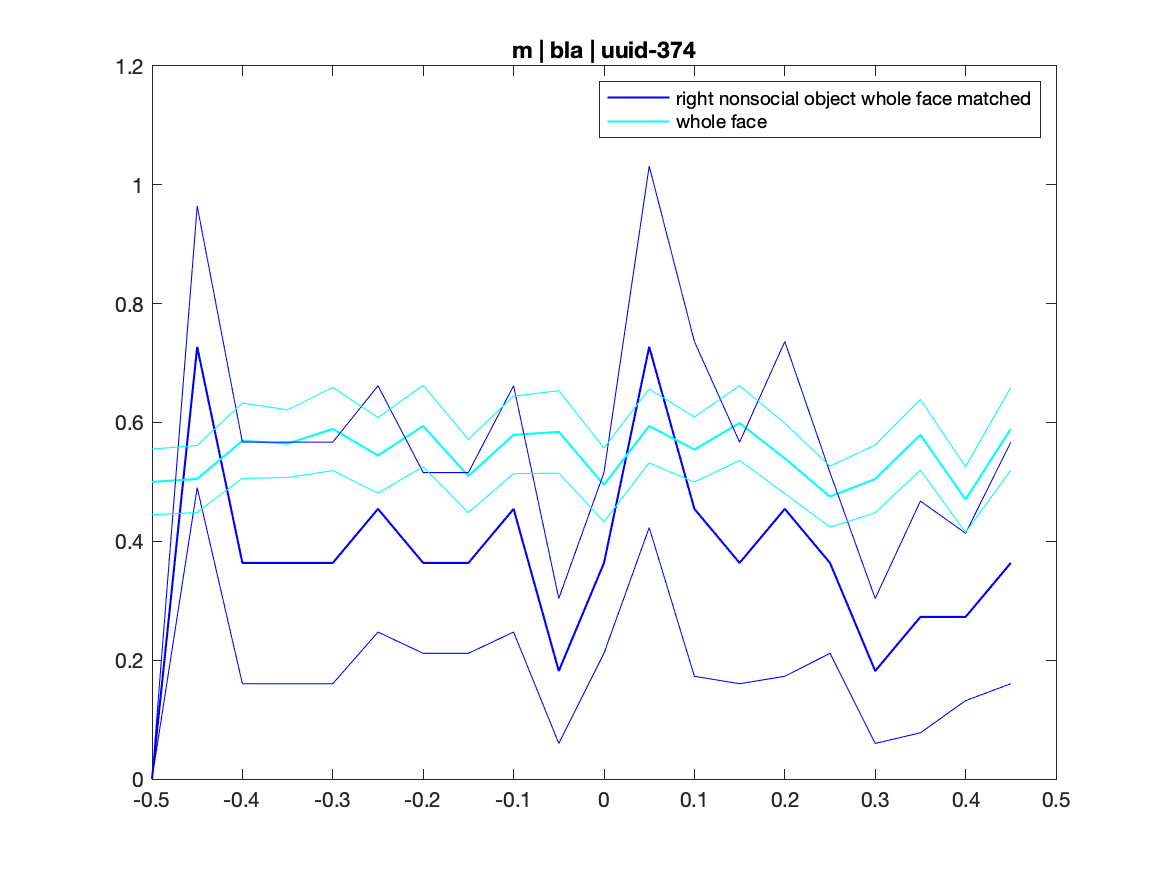 m | bla | uuid-374
1.2
right nonsocial object whole face matched
whole face
1
0.8
0.6
0.4
0.2
0
-0.5 -0.4 -0.3 -0.2 -0.1 0 0.1 0.2 0.3 0.4 0.5